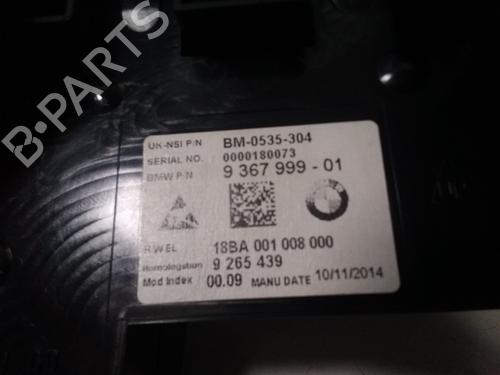 B-PARTS
UK-NSI P/N BM-0535-304
SERIAL NO. 0000180073
BMW P/N 9 367 999 - 01
RWEL 18BA 001 008 000
Homologation 9 265 439
Mod Index 00.09 MANU DATE 10/11/2014